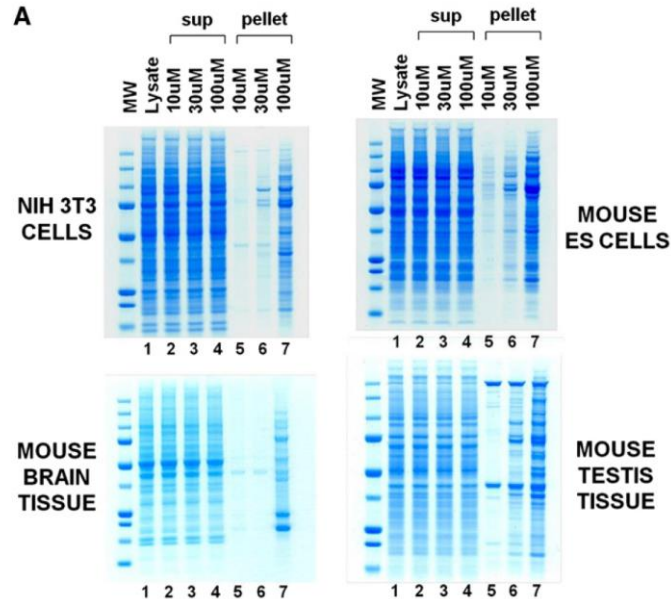 A
sup pellet
MW Lysate 10uM 30uM 100uM 10uM 30uM 100uM
NIH 3T3
CELLS
1 2 3 4 5 6 7
sup pellet
MW Lysate 10uM 30uM 100uM 10uM 30uM 100uM
MOUSE
ES CELLS
1 2 3 4 5 6 7
MOUSE
BRAIN
TISSUE
1 2 3 4 5 6 7
MOUSE
TESTIS
TISSUE
1 2 3 4 5 6 7